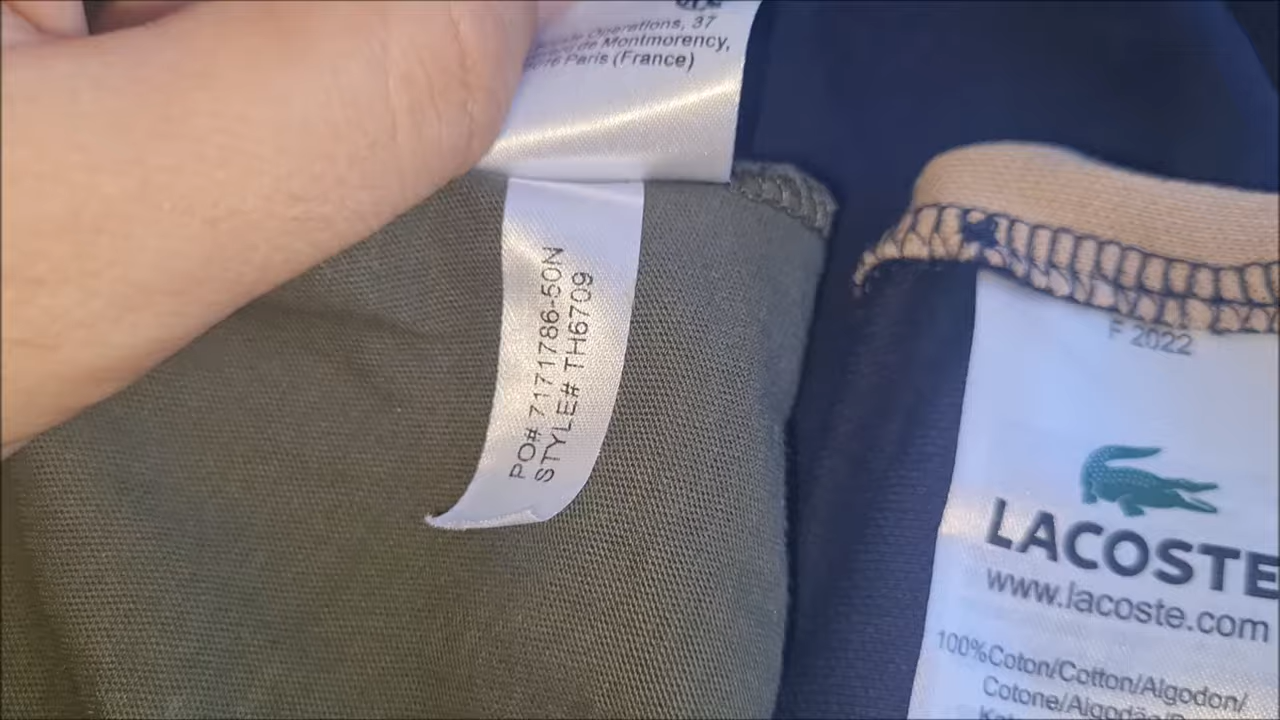 Operations, 37
de Montmorency,
Paris (France)
PO# 7171786-50N
STYLE# TH6709
F 2022
LACOSTE
www.lacoste.com
100%Coton/Cotton/Algodon/
Cotone/Algodão/